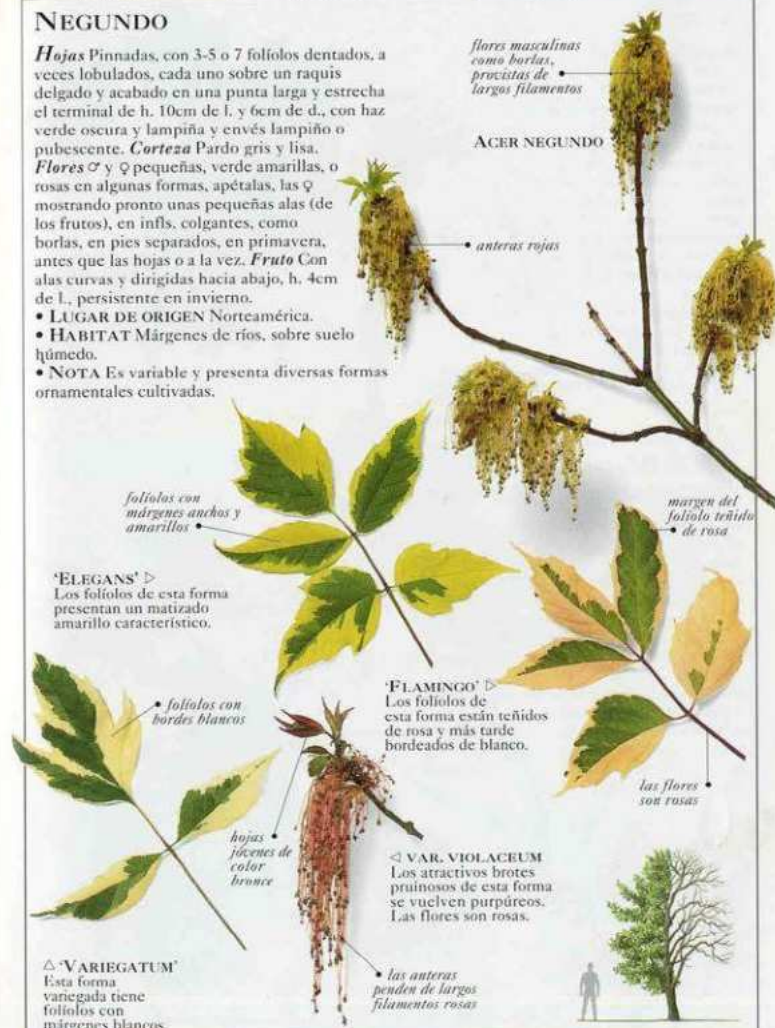 NEGUNDO
Hojas Pinnadas, con 3-5 o 7 folíolos dentados, a
veces lobulados, cada uno sobre un raquis
delgado y acabado en una punta larga y estrecha
el terminal de h. 10cm de l. y 6cm de d., con haz
verde oscura y lampiña y envés lampiño o
pubescente. Corteza Pardo gris y lisa.
Flores ♂ y ♀ pequeñas, verde amarillas, o
rosas en algunas formas, apétalas, las ♀
mostrando pronto unas pequeñas alas (de
los frutos), en infls. colgantes, como
borlas, en pies separados, en primavera,
antes que las hojas o a la vez. Fruto Con
alas curvas y dirigidas hacia abajo, h. 4cm
de l., persistente en invierno.
• LUGAR DE ORIGEN Norteamérica.
• HABITAT Márgenes de ríos, sobre suelo
húmedo.
• NOTA Es variable y presenta diversas formas
ornamentales cultivadas.
flores masculinas
como borlas,
provistas de
largos filamentos
ACER NEGUNDO
anteras rojas
folíolos con
márgenes anchos y
amarillos
'ELEGANS' ▷
Los folíolos de esta forma
presentan un matizado
amarillo característico.
margen del
folíolo teñido
de rosa
'FLAMINGO' ▷
Los folíolos de
esta forma están teñidos
de rosa y más tarde
bordeados de blanco.
las flores
son rosas
folíolos con
bordes blancos
hojas
jóvenes de
color
bronce
◁ VAR. VIOLACEUM
Los atractivos brotes
pruinosos de esta forma
se vuelven purpúreos.
Las flores son rosas.
las anteras
penden de largos
filamentos rosas
△ 'VARIEGATUM'
Esta forma
variegada tiene
folíolos con
márgenes blancos